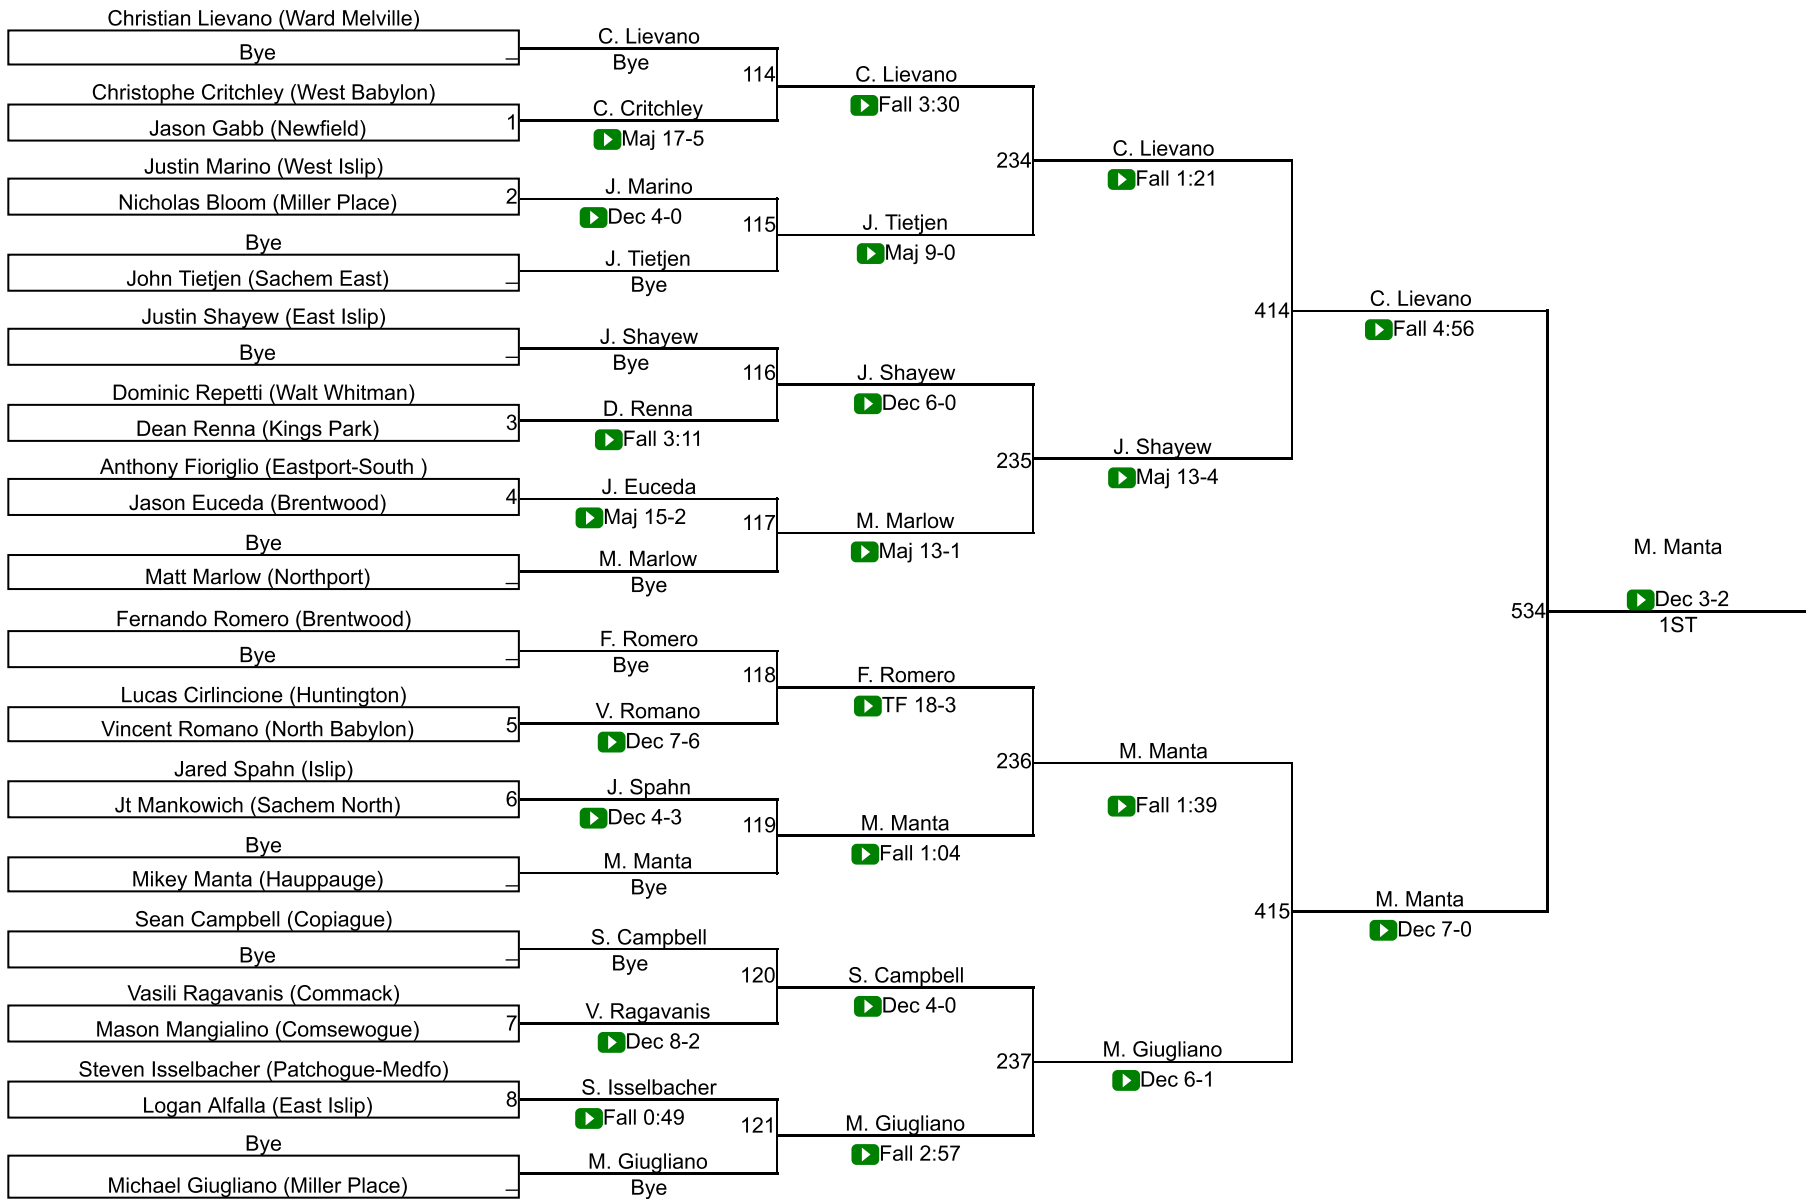 Christian Lievano (Ward Melville)
Bye
_
Christophe Critchley (West Babylon)
Jason Gabb (Newfield)
1
Justin Marino (West Islip)
Nicholas Bloom (Miller Place)
2
Bye
John Tietjen (Sachem East)
_
Justin Shayew (East Islip)
Bye
_
Dominic Repetti (Walt Whitman)
Dean Renna (Kings Park)
3
Anthony Fioriglio (Eastport-South )
Jason Euceda (Brentwood)
4
Bye
Matt Marlow (Northport)
_
Fernando Romero (Brentwood)
Bye
_
Lucas Cirlincione (Huntington)
Vincent Romano (North Babylon)
5
Jared Spahn (Islip)
Jt Mankowich (Sachem North)
6
Bye
Mikey Manta (Hauppauge)
_
Sean Campbell (Copiague)
Bye
_
Vasili Ragavanis (Commack)
Mason Mangialino (Comsewogue)
7
Steven Isselbacher (Patchogue-Medfo)
Logan Alfalla (East Islip)
8
Bye
Michael Giugliano (Miller Place)
_
C. Lievano
Bye
114
C. Critchley
Maj 17-5
J. Marino
Dec 4-0
115
J. Tietjen
Bye
J. Shayew
Bye
116
D. Renna
Fall 3:11
J. Euceda
Maj 15-2
117
M. Marlow
Bye
F. Romero
Bye
118
V. Romano
Dec 7-6
J. Spahn
Dec 4-3
119
M. Manta
Bye
S. Campbell
Bye
120
V. Ragavanis
Dec 8-2
S. Isselbacher
Fall 0:49
121
M. Giugliano
Bye
C. Lievano
Fall 3:30
234
J. Tietjen
Maj 9-0
J. Shayew
Dec 6-0
235
M. Marlow
Maj 13-1
F. Romero
TF 18-3
236
M. Manta
Fall 1:04
S. Campbell
Dec 4-0
237
M. Giugliano
Fall 2:57
C. Lievano
Fall 1:21
414
J. Shayew
Maj 13-4
M. Manta
Fall 1:39
415
M. Giugliano
Dec 6-1
C. Lievano
Fall 4:56
534
M. Manta
Dec 7-0
M. Manta
Dec 3-2
1ST